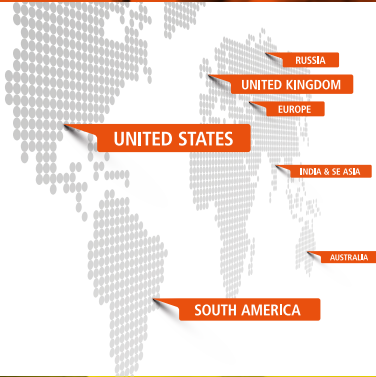 RUSSIA
UNITED KINGDOM
EUROPE
UNITED STATES
INDIA & SE ASIA
AUSTRALIA
SOUTH AMERICA